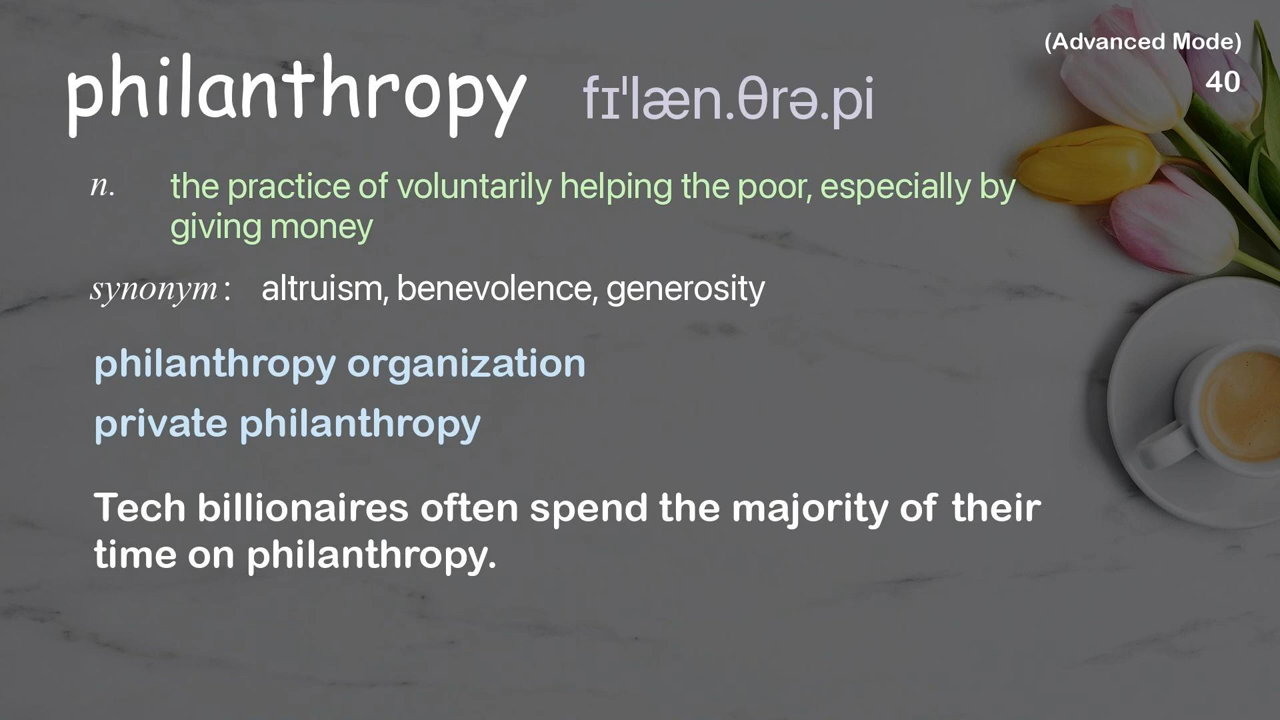 (Advanced Mode)
40
philanthropy fɪˈlæn.θrə.pi
n. the practice of voluntarily helping the poor, especially by
giving money
synonym: altruism, benevolence, generosity
philanthropy organization
private philanthropy
Tech billionaires often spend the majority of their
time on philanthropy.